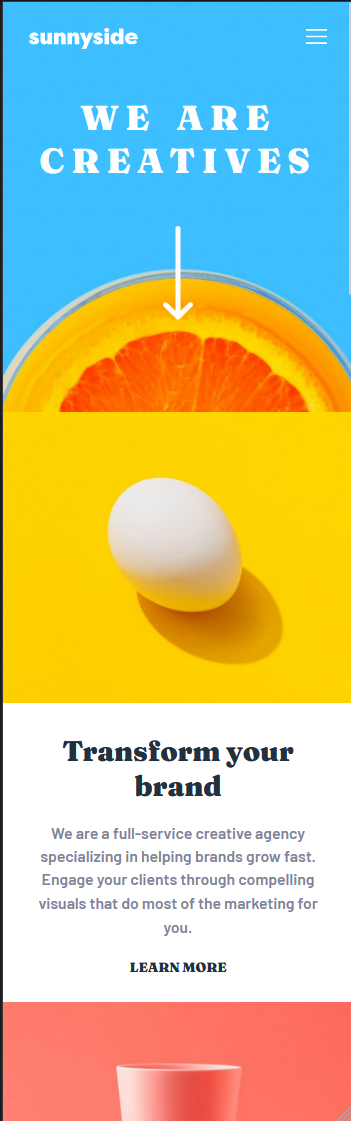 sunnyside
WE ARE
CREATIVES
Transform your
brand
We are a full-service creative agency
specializing in helping brands grow fast.
Engage your clients through compelling
visuals that do most of the marketing for
you.
LEARN MORE